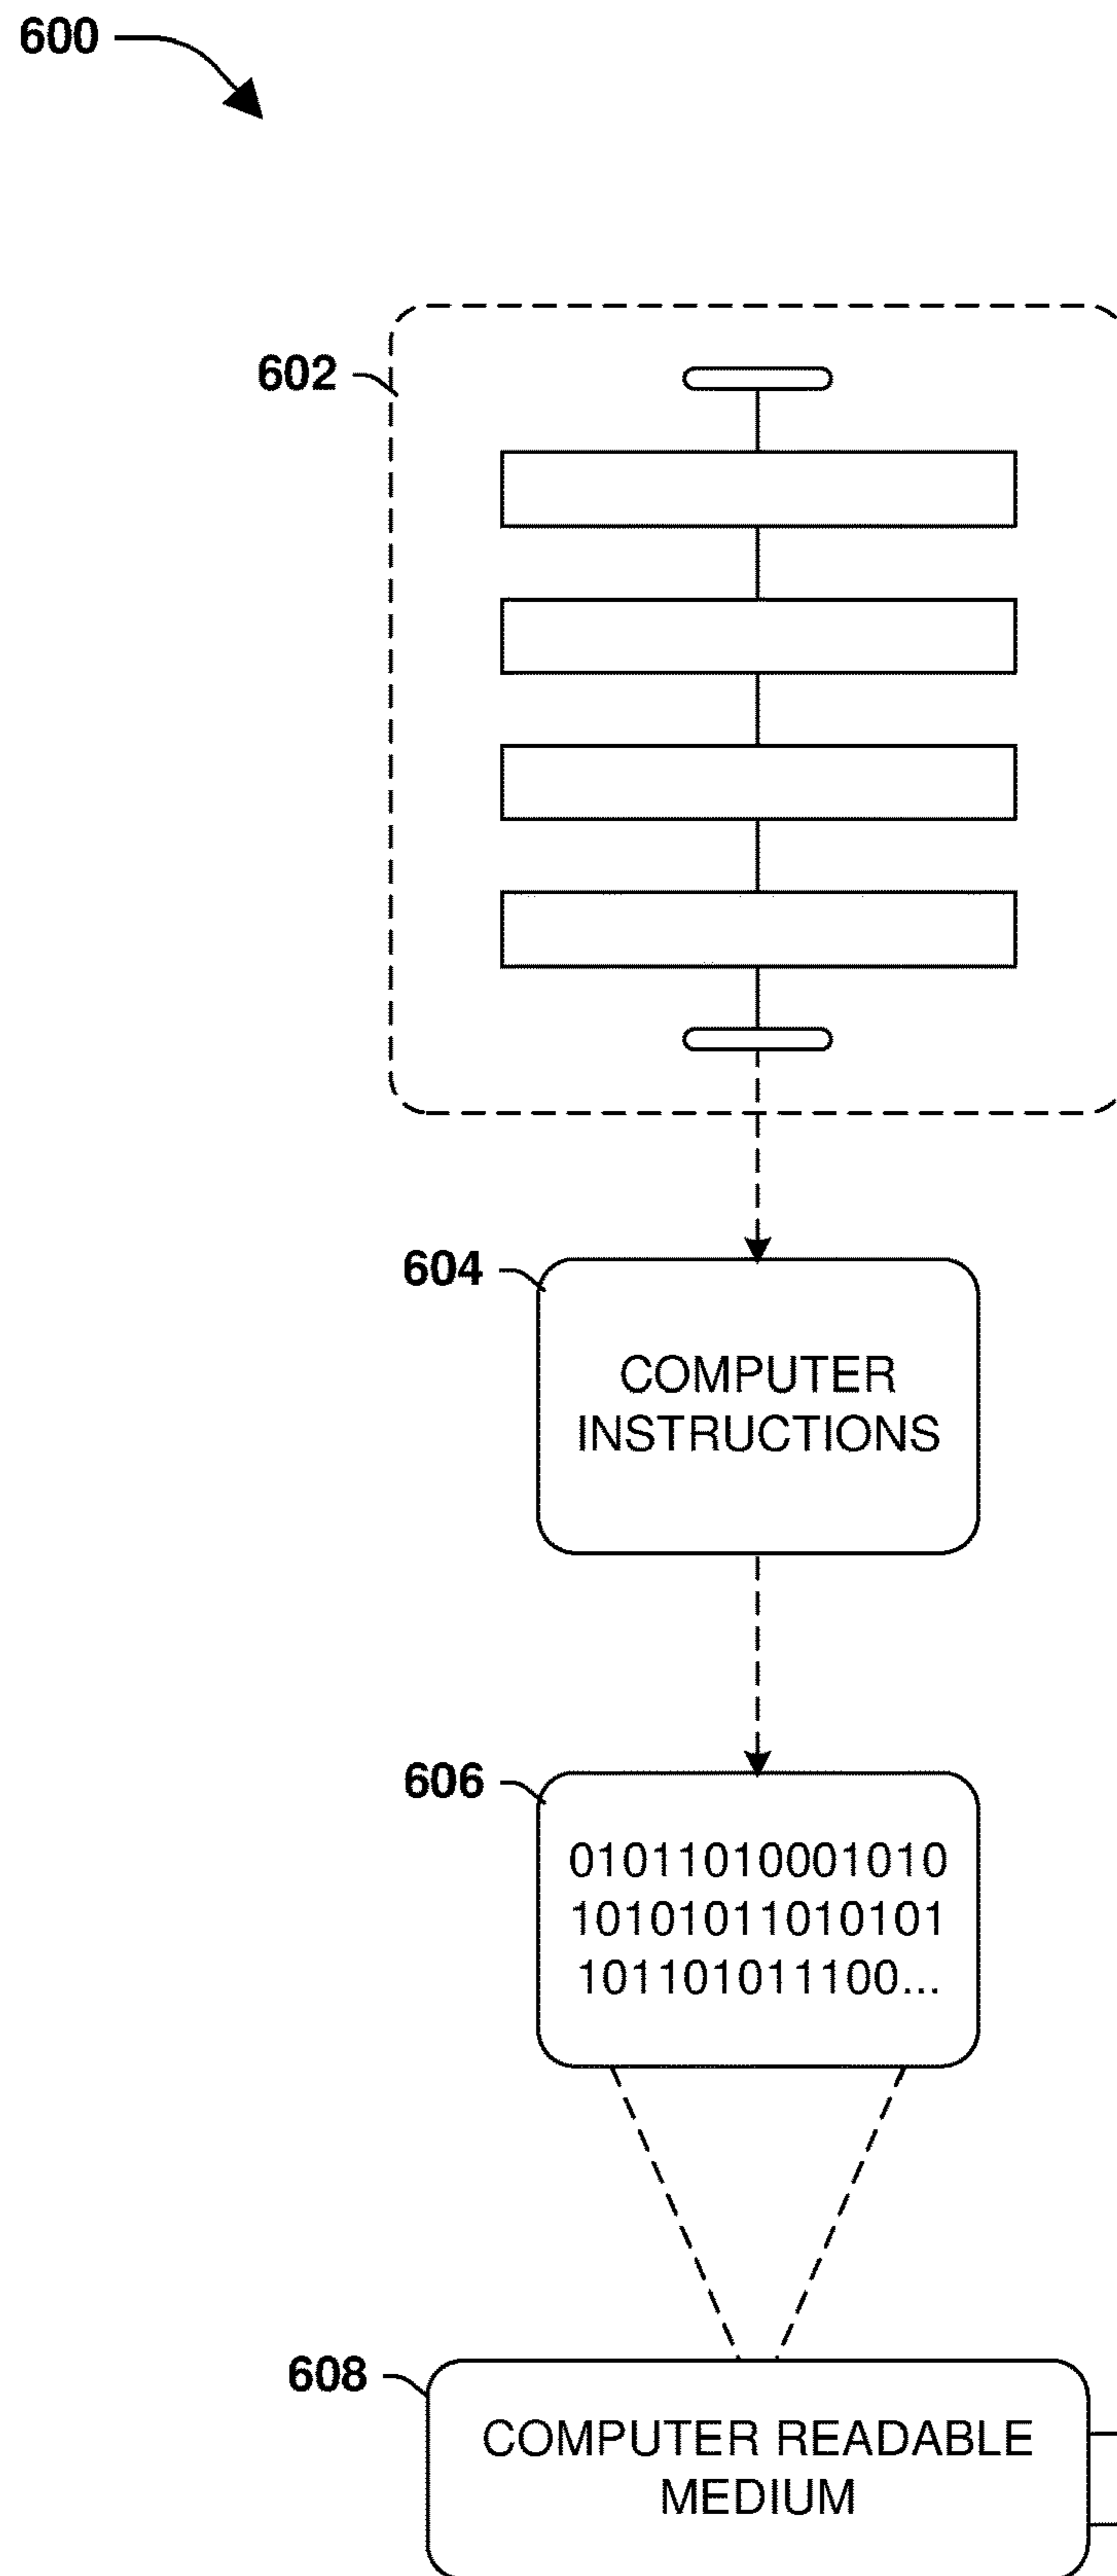 600
602
604
COMPUTER
INSTRUCTIONS
606
01011010001010
10101011010101
101101011100...
608
COMPUTER READABLE
MEDIUM